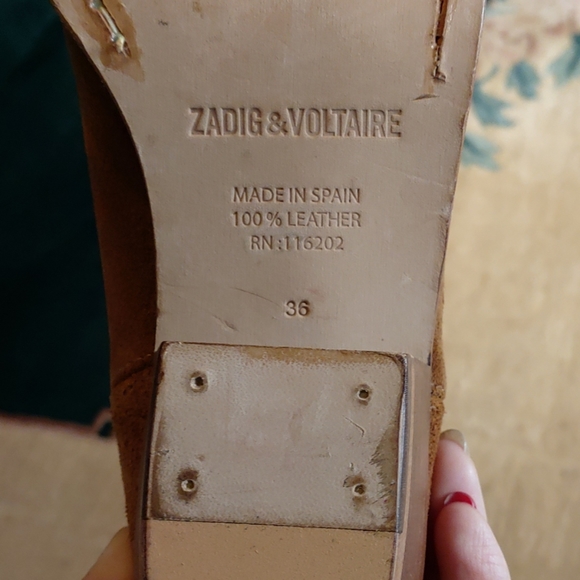 ZADIG&VOLTAIRE
MADE IN SPAIN
100 % LEATHER
RN :116202
36